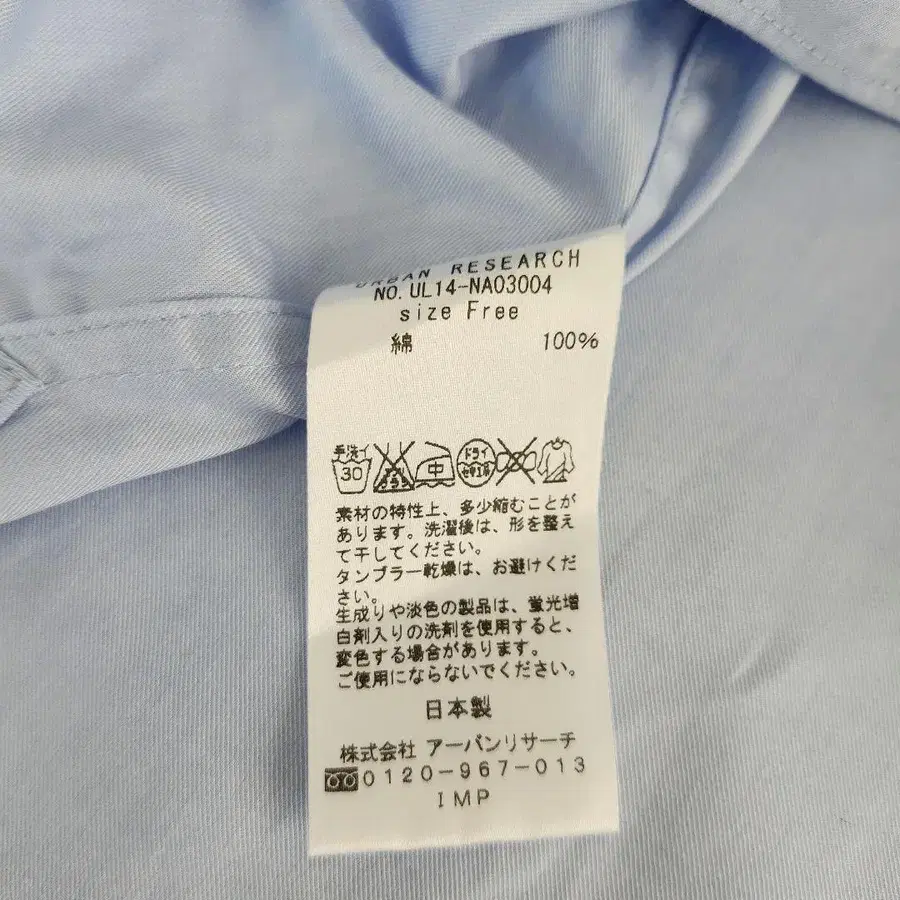 URBAN RESEARCH
NO. UL14-NA03004
size Free
綿 100%
手洗イ
30
中
ドライ
セキユ系
素材の特性上、多少縮むことが
あります。洗濯後は、形を整え
て干してください。
タンブラー乾燥は、お避けくだ
さい。
生成りや淡色の製品は、蛍光増
白剤入りの洗剤を使用すると、
変色する場合があります。
ご使用にならないでください。
日本製
株式会社 アーバンリサーチ
0120-967-013
IMP